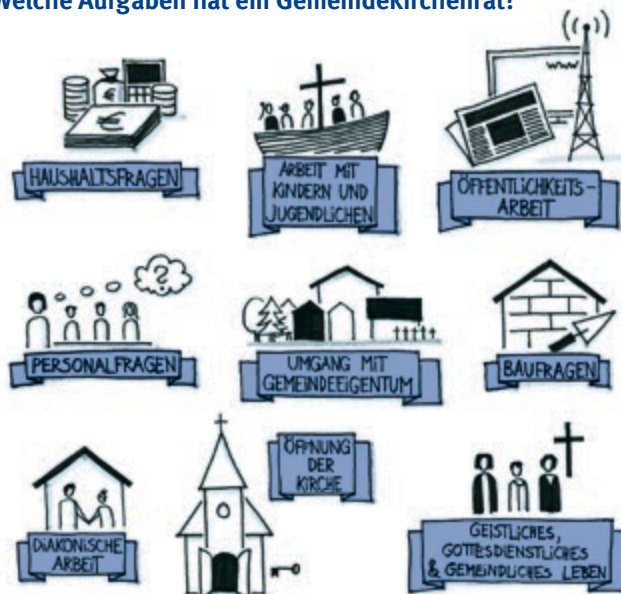 Welche Aufgaben hat ein Gemeindekirchenrat?
www
€
€
HAUSHALTSFRAGEN
ARBEIT MIT
KINDERN UND
JUGENDLICHEN
ÖFFENTLICHKEITS-
ARBEIT
?
PERSONALFRAGEN
UMGANG MIT
GEMEINDEEIGENTUM
BAUFRAGEN
ÖFFNUNG
DER
KIRCHE
DIAKONISCHE
ARBEIT
GEISTLICHES,
GOTTESDIENSTLICHES
& GEMEINDLICHES LEBEN